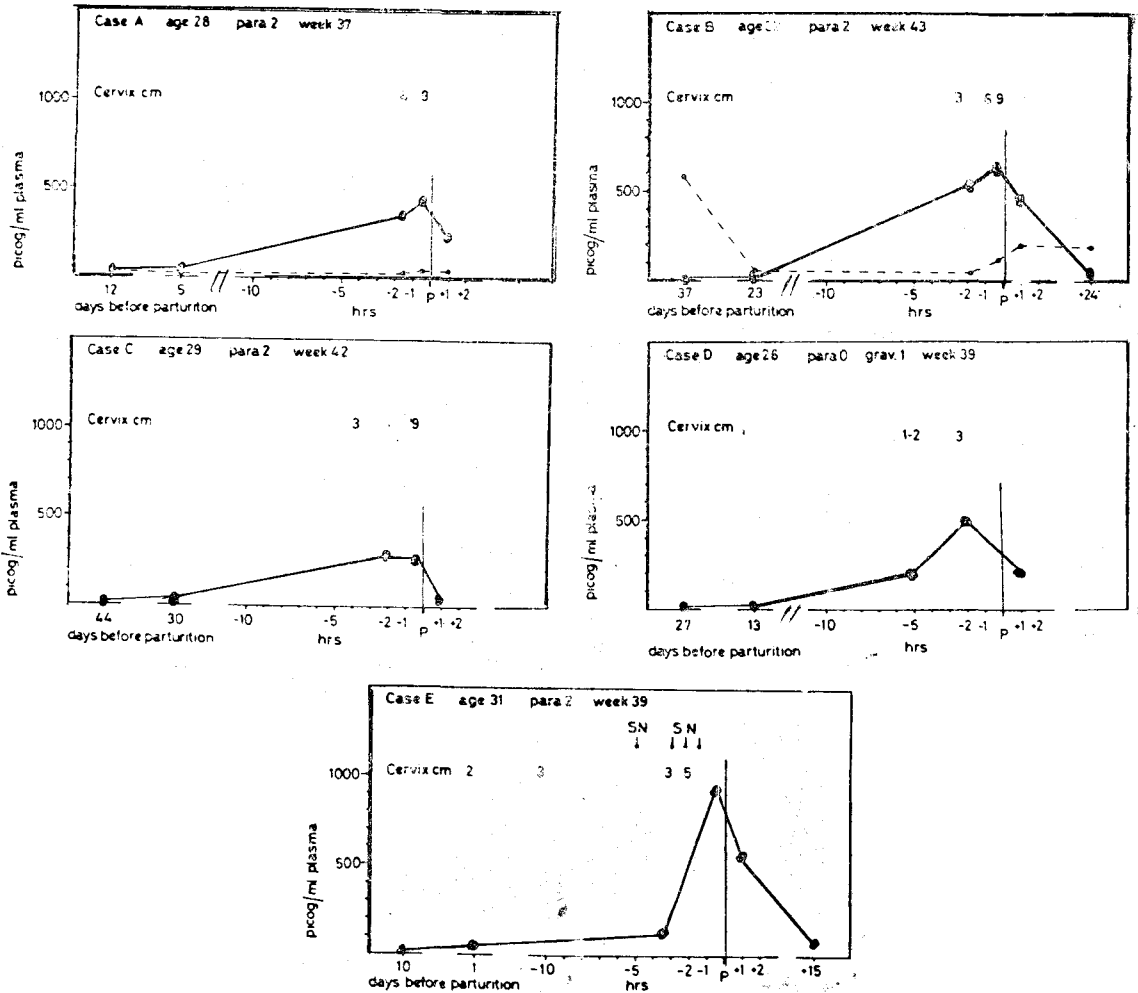 Case A age 28 para 2 week 37
Cervix cm 3
1000
500
picog/ml plasma
12 5 -10 -5 -2 -1 P +1 +2
days before parturition hrs
Case B para 2 week 43
Cervix cm 3 9
1000
500
picog/ml plasma
37 23 -10 -5 -2 -1 P +1 +2 +24
days before parturition hrs
Case C age 29 para 2 week 42
Cervix cm 3 9
1000
500
picog/ml plasma
44 30 -10 -5 -2 -1 P +1 +2
days before parturition hrs
Case D age 26 para 0 grav. 1 week 39
Cervix cm 1-2 3
1000
500
picog/ml plasma
27 13 -10 -5 -2 -1 P +1 +2
days before parturition hrs
Case E age 31 para 2 week 39
SN SN
Cervix cm 2 3 3 5
1000
500
picog/ml plasma
10 1 -10 -5 -2 -1 P +1 +2 +15
days before parturition hrs